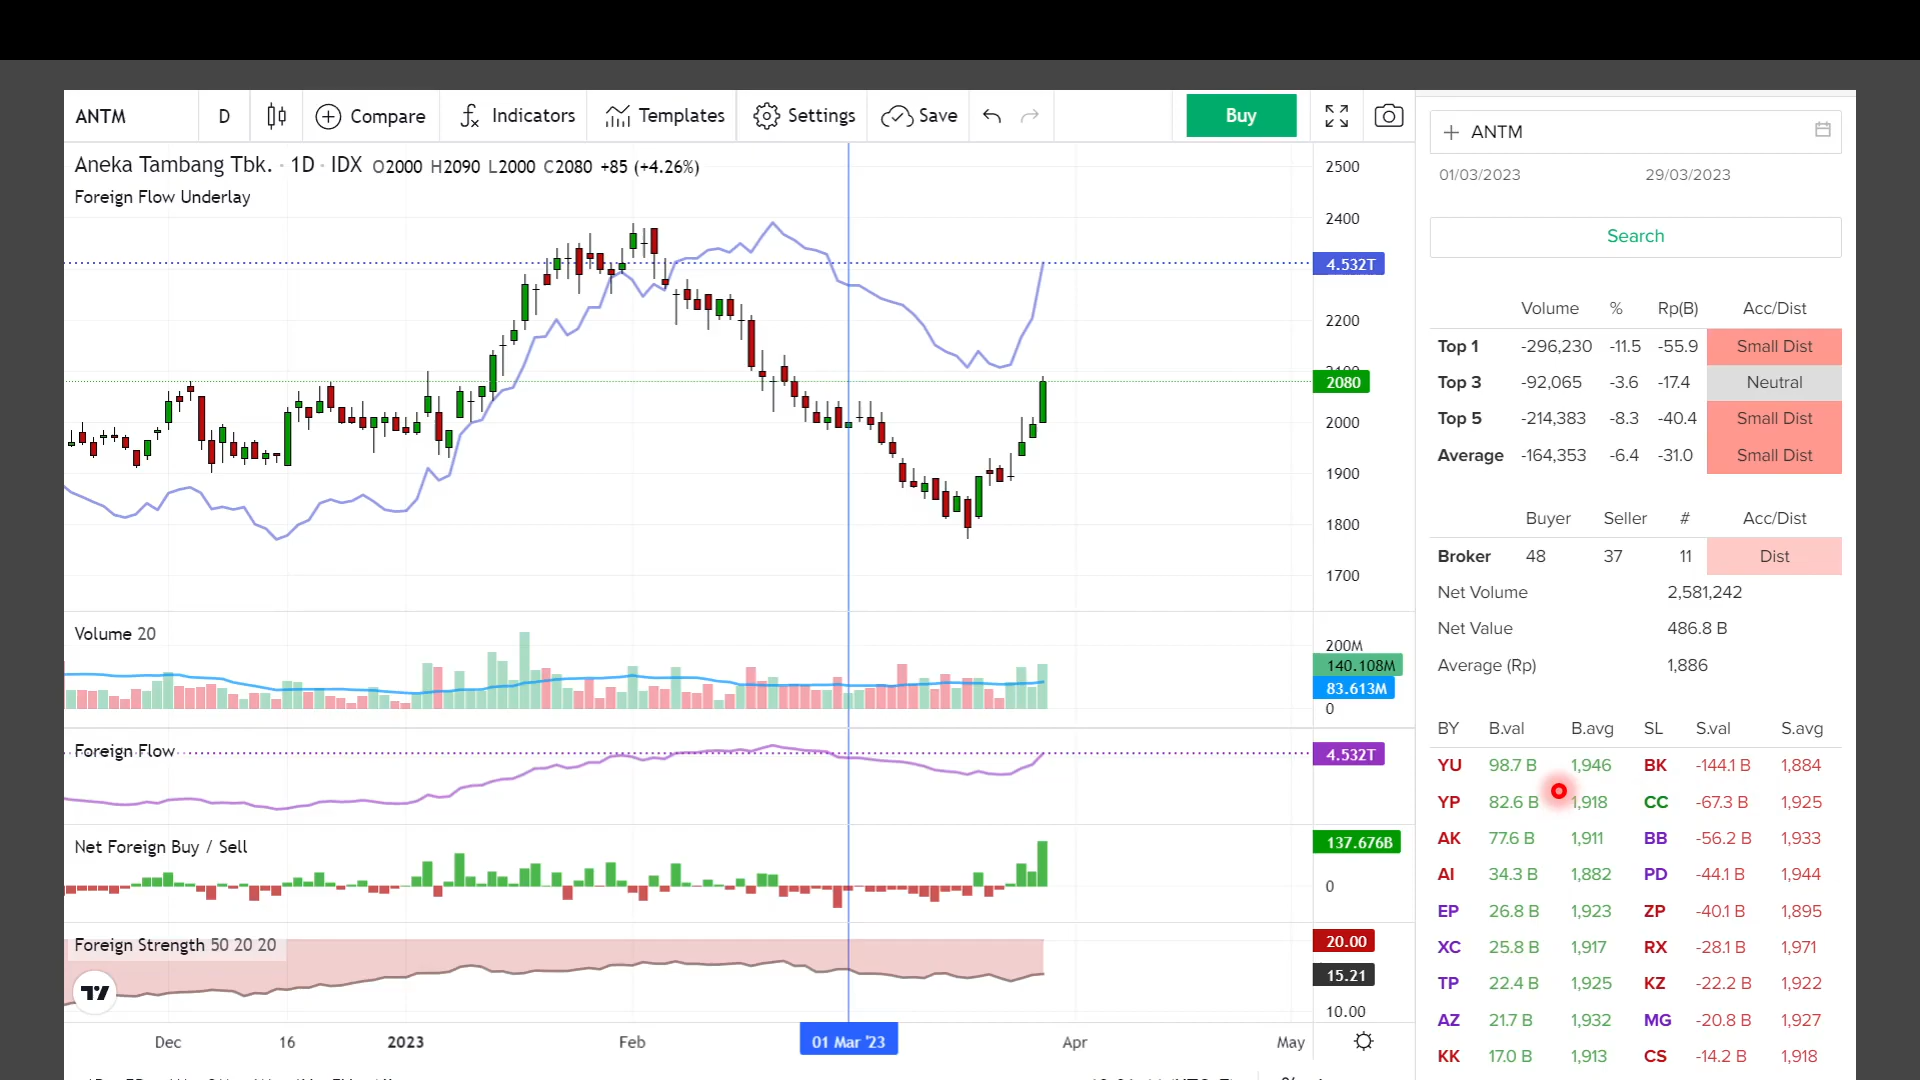 ANTM D Compare Indicators Templates Settings Save Buy
Aneka Tambang Tbk. · 1D · IDX O2000 H2090 L2000 C2080 +85 (+4.26%)
Foreign Flow Underlay
2500
2400
4.532T
2200
2080
2000
1900
1800
1700
Volume 20
200M
140.108M
83.613M
0
Foreign Flow
4.532T
Net Foreign Buy / Sell
137.676B
0
Foreign Strength 50 20 20
20.00
15.21
10.00
Dec 16 2023 Feb 01 Mar '23 Apr May
ANTM
01/03/2023 29/03/2023
Search
Volume % Rp(B) Acc/Dist
Top 1 -296,230 -11.5 -55.9 Small Dist
Top 3 -92,065 -3.6 -17.4 Neutral
Top 5 -214,383 -8.3 -40.4 Small Dist
Average -164,353 -6.4 -31.0 Small Dist
Buyer Seller # Acc/Dist
Broker 48 37 11 Dist
Net Volume 2,581,242
Net Value 486.8 B
Average (Rp) 1,886
BY B.val B.avg SL S.val S.avg
YU 98.7 B 1,946 BK -144.1 B 1,884
YP 82.6 B 1,918 CC -67.3 B 1,925
AK 77.6 B 1,911 BB -56.2 B 1,933
AI 34.3 B 1,882 PD -44.1 B 1,944
EP 26.8 B 1,923 ZP -40.1 B 1,895
XC 25.8 B 1,917 RX -28.1 B 1,971
TP 22.4 B 1,925 KZ -22.2 B 1,922
AZ 21.7 B 1,932 MG -20.8 B 1,927
KK 17.0 B 1,913 CS -14.2 B 1,918